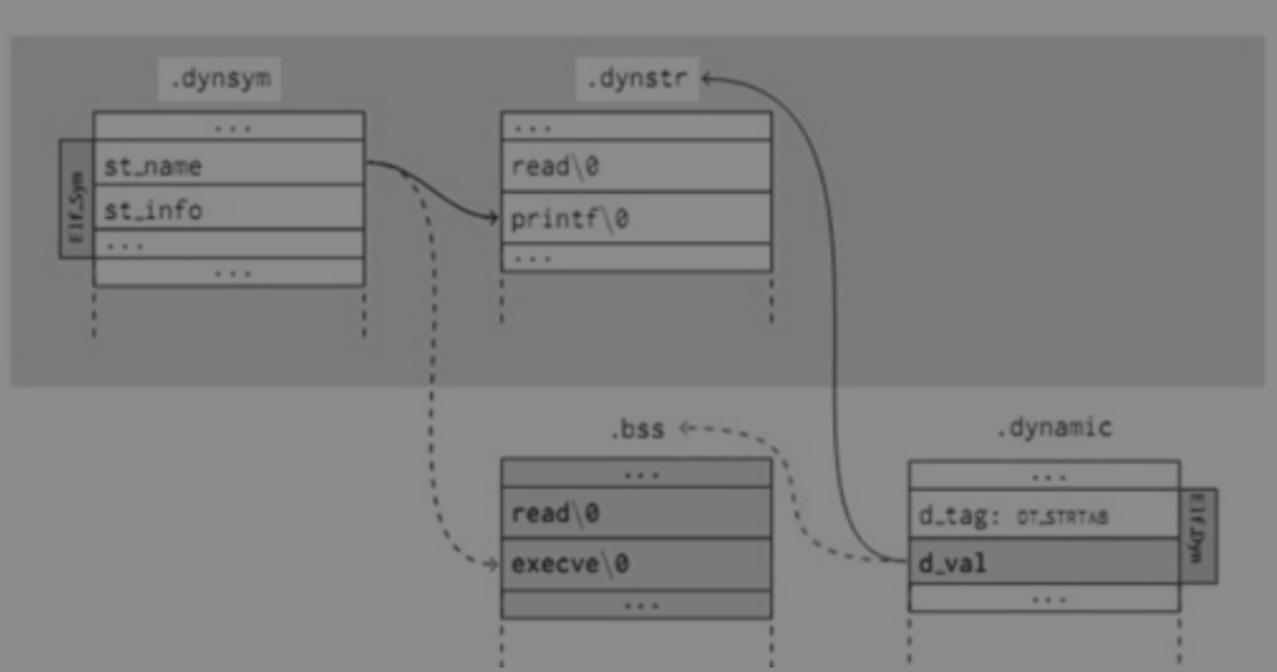 .dynsym
...
st_name
st_info
...
...
Elf_Sym
.dynstr
...
read\0
printf\0
...
.bss
...
read\0
execve\0
...
.dynamic
...
d_tag: DT_STRTAB
d_val
...
Elf_Dyn